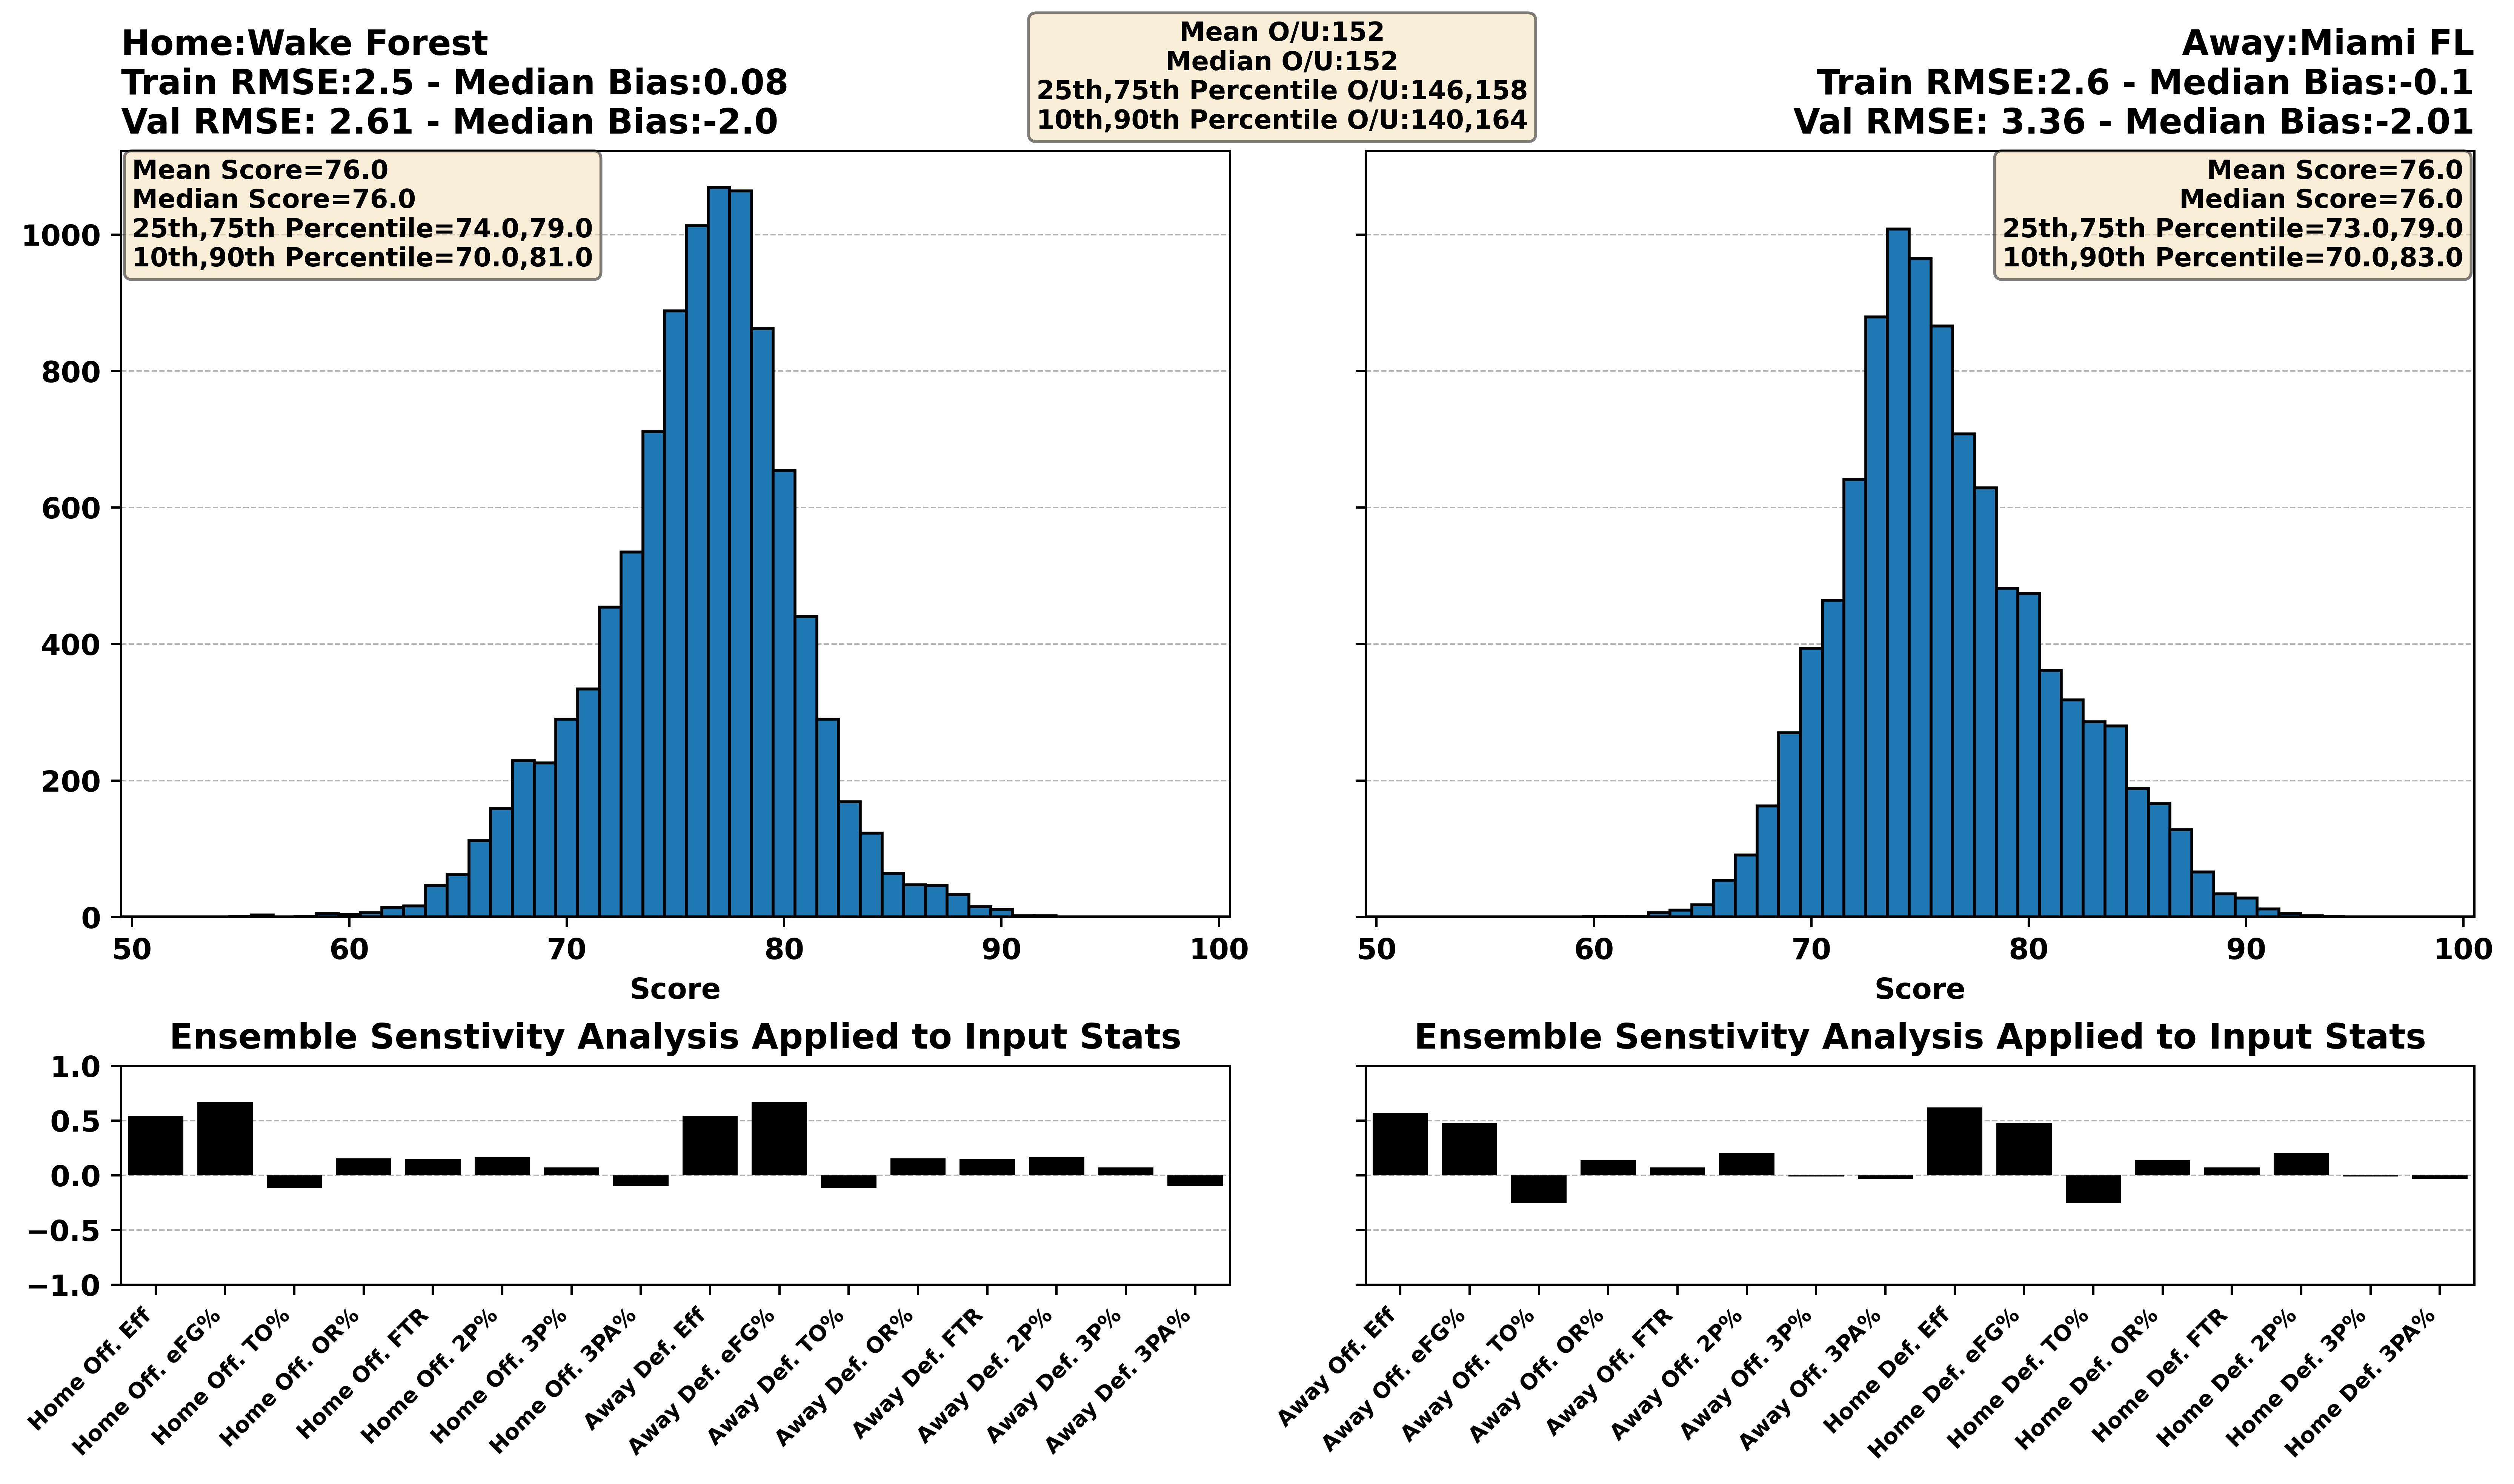 Home:Wake Forest
Train RMSE:2.5 - Median Bias:0.08
Val RMSE: 2.61 - Median Bias:-2.0
Mean O/U:152
Median O/U:152
25th,75th Percentile O/U:146,158
10th,90th Percentile O/U:140,164
Away:Miami FL
Train RMSE:2.6 - Median Bias:-0.1
Val RMSE: 3.36 - Median Bias:-2.01
Mean Score=76.0
Median Score=76.0
25th,75th Percentile=74.0,79.0
10th,90th Percentile=70.0,81.0
1000
800
600
400
200
0
50 60 70 80 90 100
Score
Mean Score=76.0
Median Score=76.0
25th,75th Percentile=73.0,79.0
10th,90th Percentile=70.0,83.0
50 60 70 80 90 100
Score
Ensemble Senstivity Analysis Applied to Input Stats
1.0
0.5
0.0
−0.5
−1.0
Home Off. Eff
Home Off. eFG%
Home Off. TO%
Home Off. OR%
Home Off. FTR
Home Off. 2P%
Home Off. 3P%
Home Off. 3PA%
Away Def. Eff
Away Def. eFG%
Away Def. TO%
Away Def. OR%
Away Def. FTR
Away Def. 2P%
Away Def. 3P%
Away Def. 3PA%
Ensemble Senstivity Analysis Applied to Input Stats
Away Off. Eff
Away Off. eFG%
Away Off. TO%
Away Off. OR%
Away Off. FTR
Away Off. 2P%
Away Off. 3P%
Away Off. 3PA%
Home Def. Eff
Home Def. eFG%
Home Def. TO%
Home Def. OR%
Home Def. FTR
Home Def. 2P%
Home Def. 3P%
Home Def. 3PA%